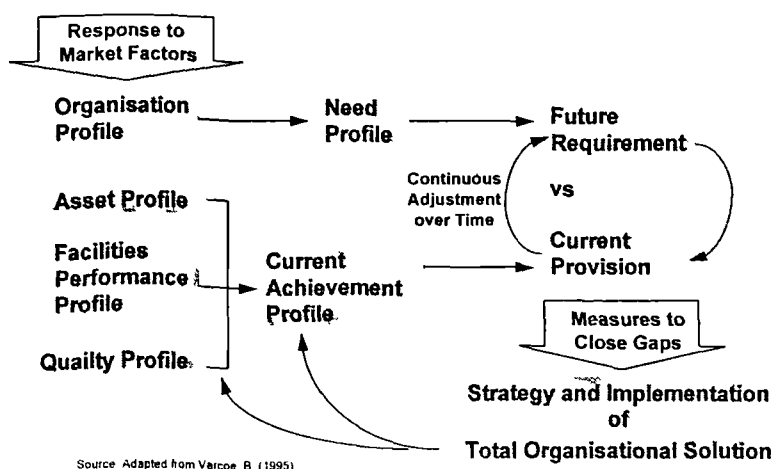 Response to
Market Factors
Organisation
Profile
Need
Profile
Future
Requirement
Continuous
Adjustment
over Time
vs
Asset Profile
Facilities
Performance
Profile
Current
Achievement
Profile
Current
Provision
Quailty Profile
Measures to
Close Gaps
Strategy and Implementation
of
Total Organisational Solution
Source Adapted from Varcoe B (1995)